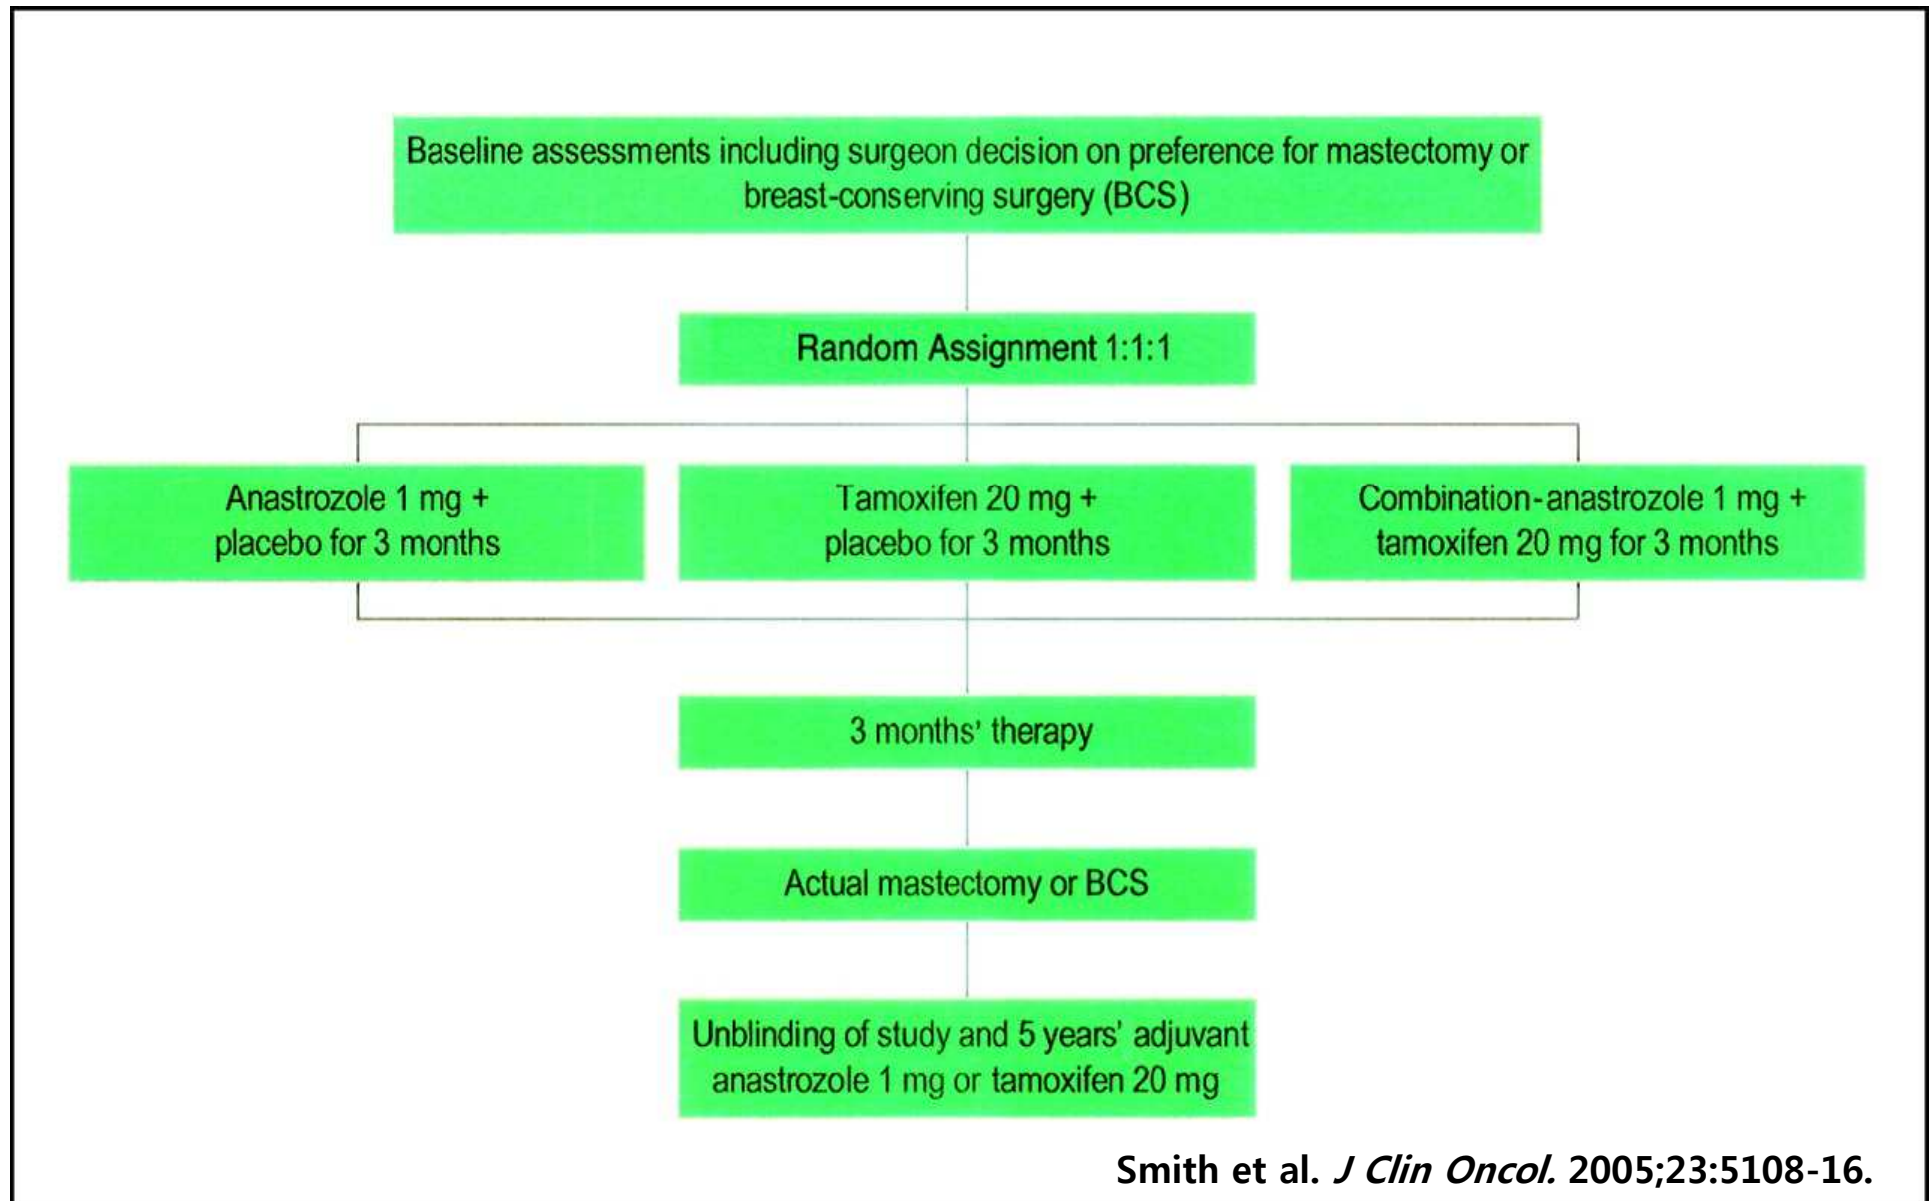 Baseline assessments including surgeon decision on preference for mastectomy or
breast-conserving surgery (BCS)
Random Assignment 1:1:1
Anastrozole 1 mg +
placebo for 3 months
Tamoxifen 20 mg +
placebo for 3 months
Combination-anastrozole 1 mg +
tamoxifen 20 mg for 3 months
3 months' therapy
Actual mastectomy or BCS
Unblinding of study and 5 years' adjuvant
anastrozole 1 mg or tamoxifen 20 mg
Smith et al. J Clin Oncol. 2005;23:5108-16.